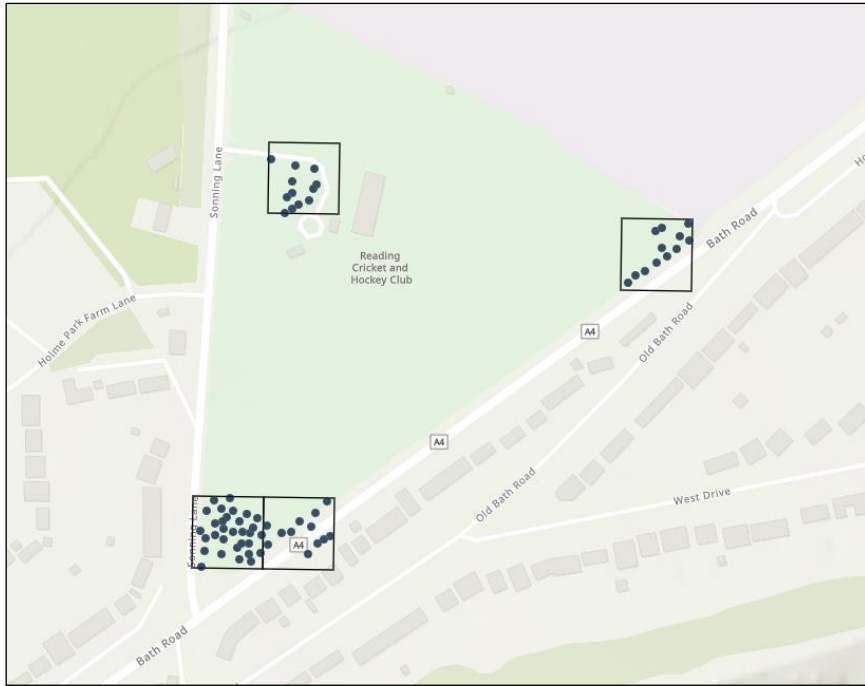 Sonning Lane
Reading
Cricket and
Hockey Club
Bath Road
Ho
Holme Park Farm Lane
A4
Old Bath Road
A4
West Drive
Old Bath Road
Sonning Lane
A4
Bath Road